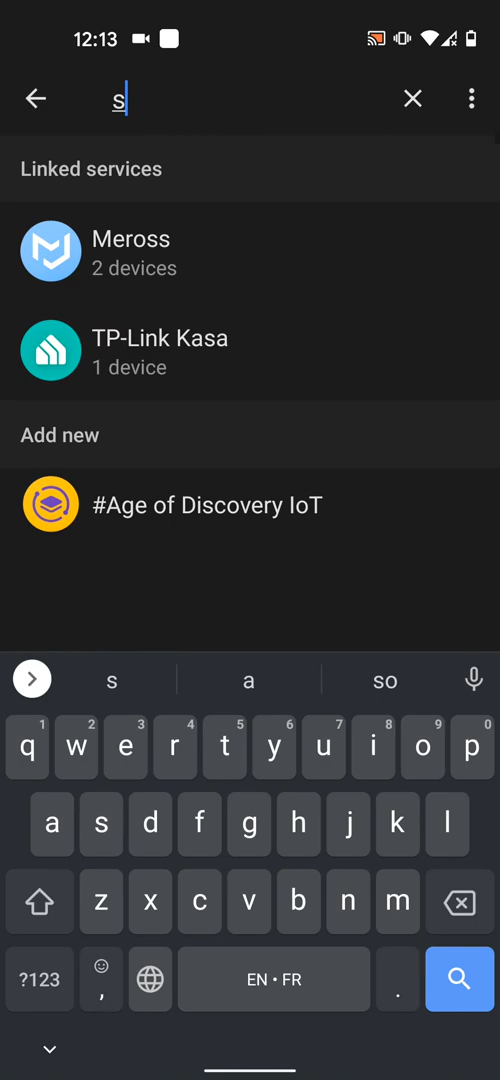 12:13
s
Linked services
Meross
2 devices
TP-Link Kasa
1 device
Add new
#Age of Discovery IoT
s a so
1 2 3 4 5 6 7 8 9 0
q w e r t y u i o p
a s d f g h j k l
z x c v b n m
?123 , EN • FR .